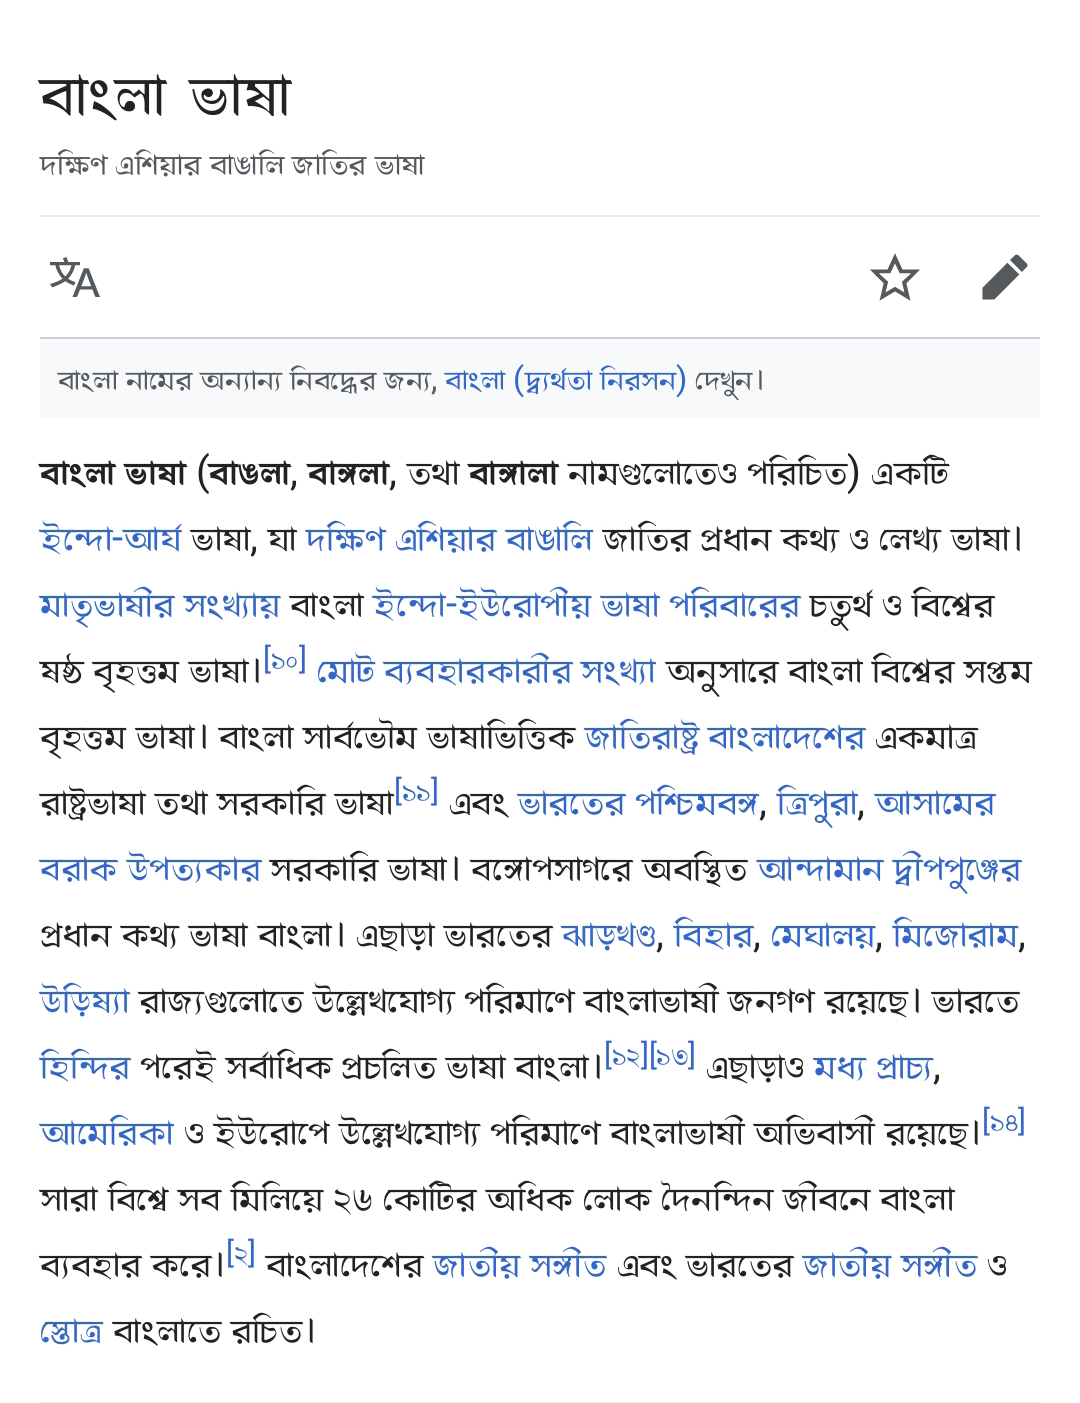 বাংলা ভাষা
দক্ষিণ এশিয়ার বাঙালি জাতির ভাষা
বাংলা নামের অন্যান্য নিবন্ধের জন্য, বাংলা (দ্ব্যর্থতা নিরসন) দেখুন।
বাংলা ভাষা (বাঙলা, বাঙ্গলা, তথা বাঙ্গালা নামগুলোতেও পরিচিত) একটি
ইন্দো-আর্য ভাষা, যা দক্ষিণ এশিয়ার বাঙালি জাতির প্রধান কথ্য ও লেখ্য ভাষা।
মাতৃভাষীর সংখ্যায় বাংলা ইন্দো-ইউরোপীয় ভাষা পরিবারের চতুর্থ ও বিশ্বের
ষষ্ঠ বৃহত্তম ভাষা।[১০] মোট ব্যবহারকারীর সংখ্যা অনুসারে বাংলা বিশ্বের সপ্তম
বৃহত্তম ভাষা। বাংলা সার্বভৌম ভাষাভিত্তিক জাতিরাষ্ট্র বাংলাদেশের একমাত্র
রাষ্ট্রভাষা তথা সরকারি ভাষা[১১] এবং ভারতের পশ্চিমবঙ্গ, ত্রিপুরা, আসামের
বরাক উপত্যকার সরকারি ভাষা। বঙ্গোপসাগরে অবস্থিত আন্দামান দ্বীপপুঞ্জের
প্রধান কথ্য ভাষা বাংলা। এছাড়া ভারতের ঝাড়খণ্ড, বিহার, মেঘালয়, মিজোরাম,
উড়িষ্যা রাজ্যগুলোতে উল্লেখযোগ্য পরিমাণে বাংলাভাষী জনগণ রয়েছে। ভারতে
হিন্দির পরেই সর্বাধিক প্রচলিত ভাষা বাংলা।[১২][১৩] এছাড়াও মধ্য প্রাচ্য,
আমেরিকা ও ইউরোপে উল্লেখযোগ্য পরিমাণে বাংলাভাষী অভিবাসী রয়েছে।[১৪]
সারা বিশ্বে সব মিলিয়ে ২৬ কোটির অধিক লোক দৈনন্দিন জীবনে বাংলা
ব্যবহার করে।[২] বাংলাদেশের জাতীয় সঙ্গীত এবং ভারতের জাতীয় সঙ্গীত ও
স্তোত্র বাংলাতে রচিত।